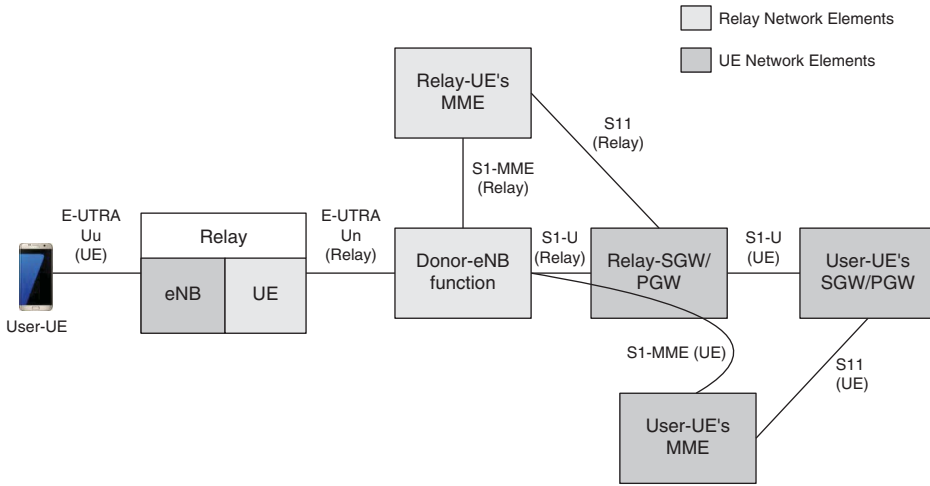 Relay Network Elements
UE Network Elements
Relay-UE's
MME
S11
(Relay)
S1-MME
(Relay)
E-UTRA
Uu
(UE)
Relay
eNB
UE
E-UTRA
Un
(Relay)
Donor-eNB
function
S1-U
(Relay)
Relay-SGW/
PGW
S1-U
(UE)
User-UE's
SGW/PGW
User-UE
S1-MME (UE)
S11
(UE)
User-UE's
MME